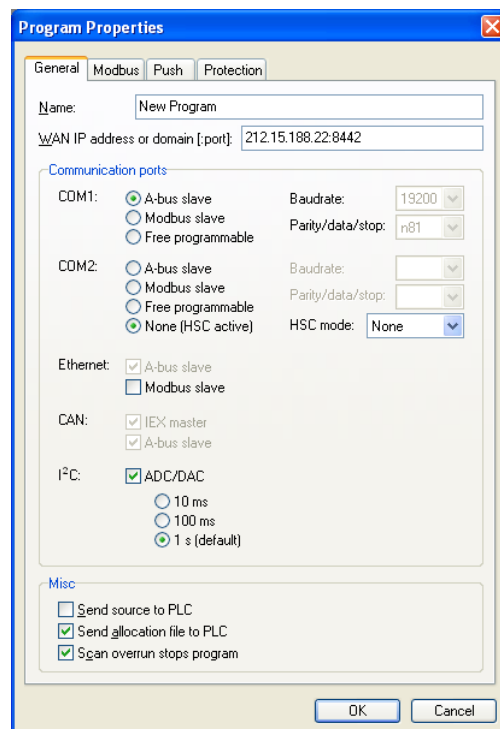 Program Properties
General Modbus Push Protection
Name: New Program
WAN IP address or domain [:port]: 212.15.188.22:8442
Communication ports
COM1: A-bus slave Baudrate: 19200
Modbus slave Parity/data/stop: n81
Free programmable
COM2: A-bus slave Baudrate:
Modbus slave Parity/data/stop:
Free programmable
None (HSC active) HSC mode: None
Ethernet: A-bus slave
Modbus slave
CAN: IEX master
A-bus slave
I²C: ADC/DAC
10 ms
100 ms
1 s (default)
Misc
Send source to PLC
Send allocation file to PLC
Scan overrun stops program
OK Cancel